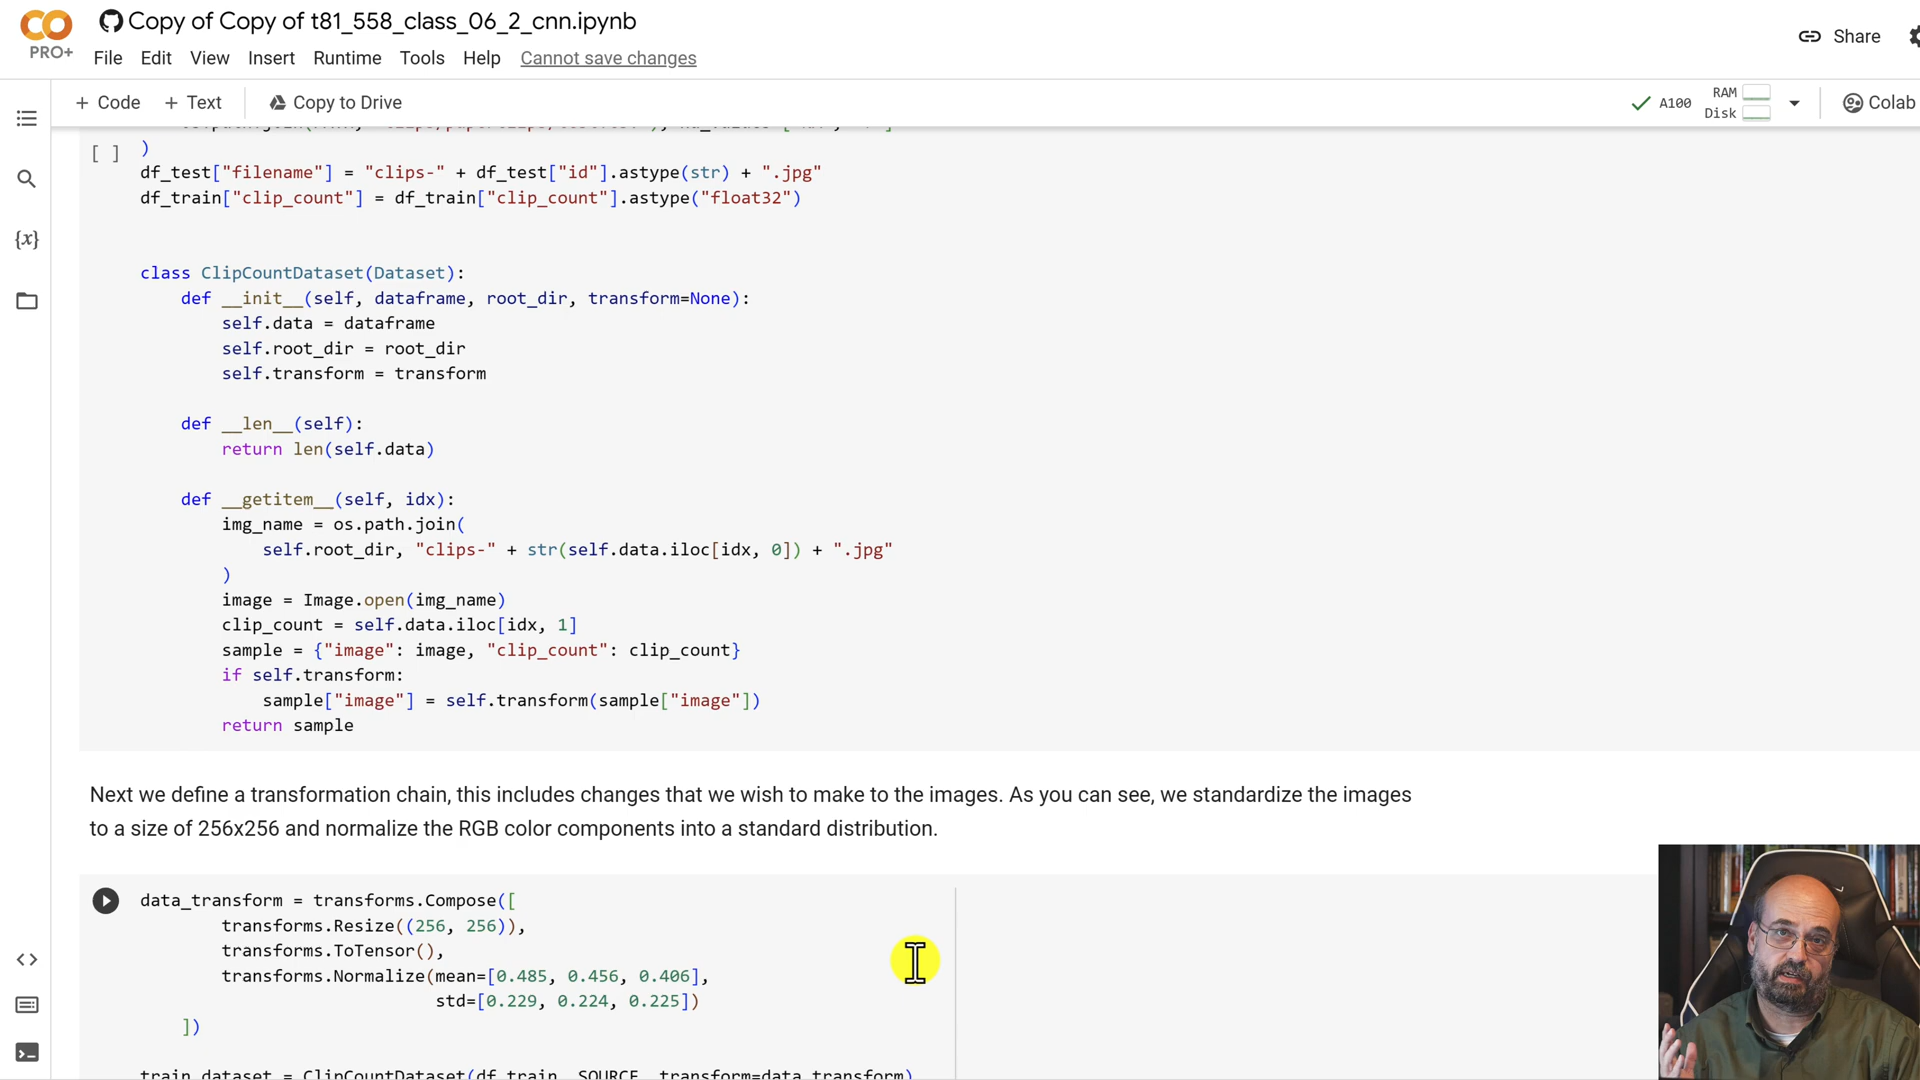 Copy of Copy of t81_558_class_06_2_cnn.ipynb
PRO+
File Edit View Insert Runtime Tools Help Cannot save changes
Share
+ Code + Text Copy to Drive
A100
RAM
Disk
Colab
[ ] )
df_test["filename"] = "clips-" + df_test["id"].astype(str) + ".jpg"
df_train["clip_count"] = df_train["clip_count"].astype("float32")
class ClipCountDataset(Dataset):
def __init__(self, dataframe, root_dir, transform=None):
self.data = dataframe
self.root_dir = root_dir
self.transform = transform
def __len__(self):
return len(self.data)
def __getitem__(self, idx):
img_name = os.path.join(
self.root_dir, "clips-" + str(self.data.iloc[idx, 0]) + ".jpg"
)
image = Image.open(img_name)
clip_count = self.data.iloc[idx, 1]
sample = {"image": image, "clip_count": clip_count}
if self.transform:
sample["image"] = self.transform(sample["image"])
return sample
Next we define a transformation chain, this includes changes that we wish to make to the images. As you can see, we standardize the images
to a size of 256x256 and normalize the RGB color components into a standard distribution.
data_transform = transforms.Compose([
transforms.Resize((256, 256)),
transforms.ToTensor(),
transforms.Normalize(mean=[0.485, 0.456, 0.406],
std=[0.229, 0.224, 0.225])
])
train_dataset = ClipCountDataset(df_train, SOURCE, transform=data_transform)